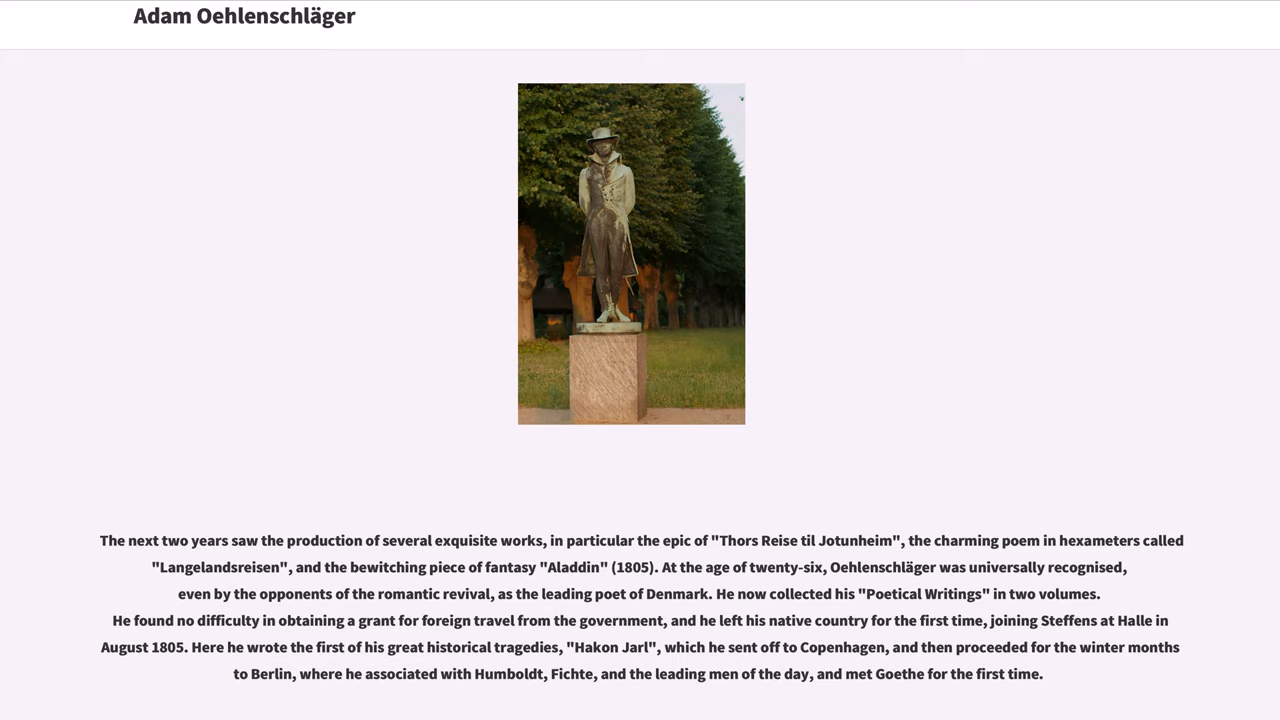 Adam Oehlenschläger
The next two years saw the production of several exquisite works, in particular the epic of "Thors Reise til Jotunheim", the charming poem in hexameters called
"Langelandsreisen", and the bewitching piece of fantasy "Aladdin" (1805). At the age of twenty-six, Oehlenschläger was universally recognised,
even by the opponents of the romantic revival, as the leading poet of Denmark. He now collected his "Poetical Writings" in two volumes.
He found no difficulty in obtaining a grant for foreign travel from the government, and he left his native country for the first time, joining Steffens at Halle in
August 1805. Here he wrote the first of his great historical tragedies, "Hakon Jarl", which he sent off to Copenhagen, and then proceeded for the winter months
to Berlin, where he associated with Humboldt, Fichte, and the leading men of the day, and met Goethe for the first time.